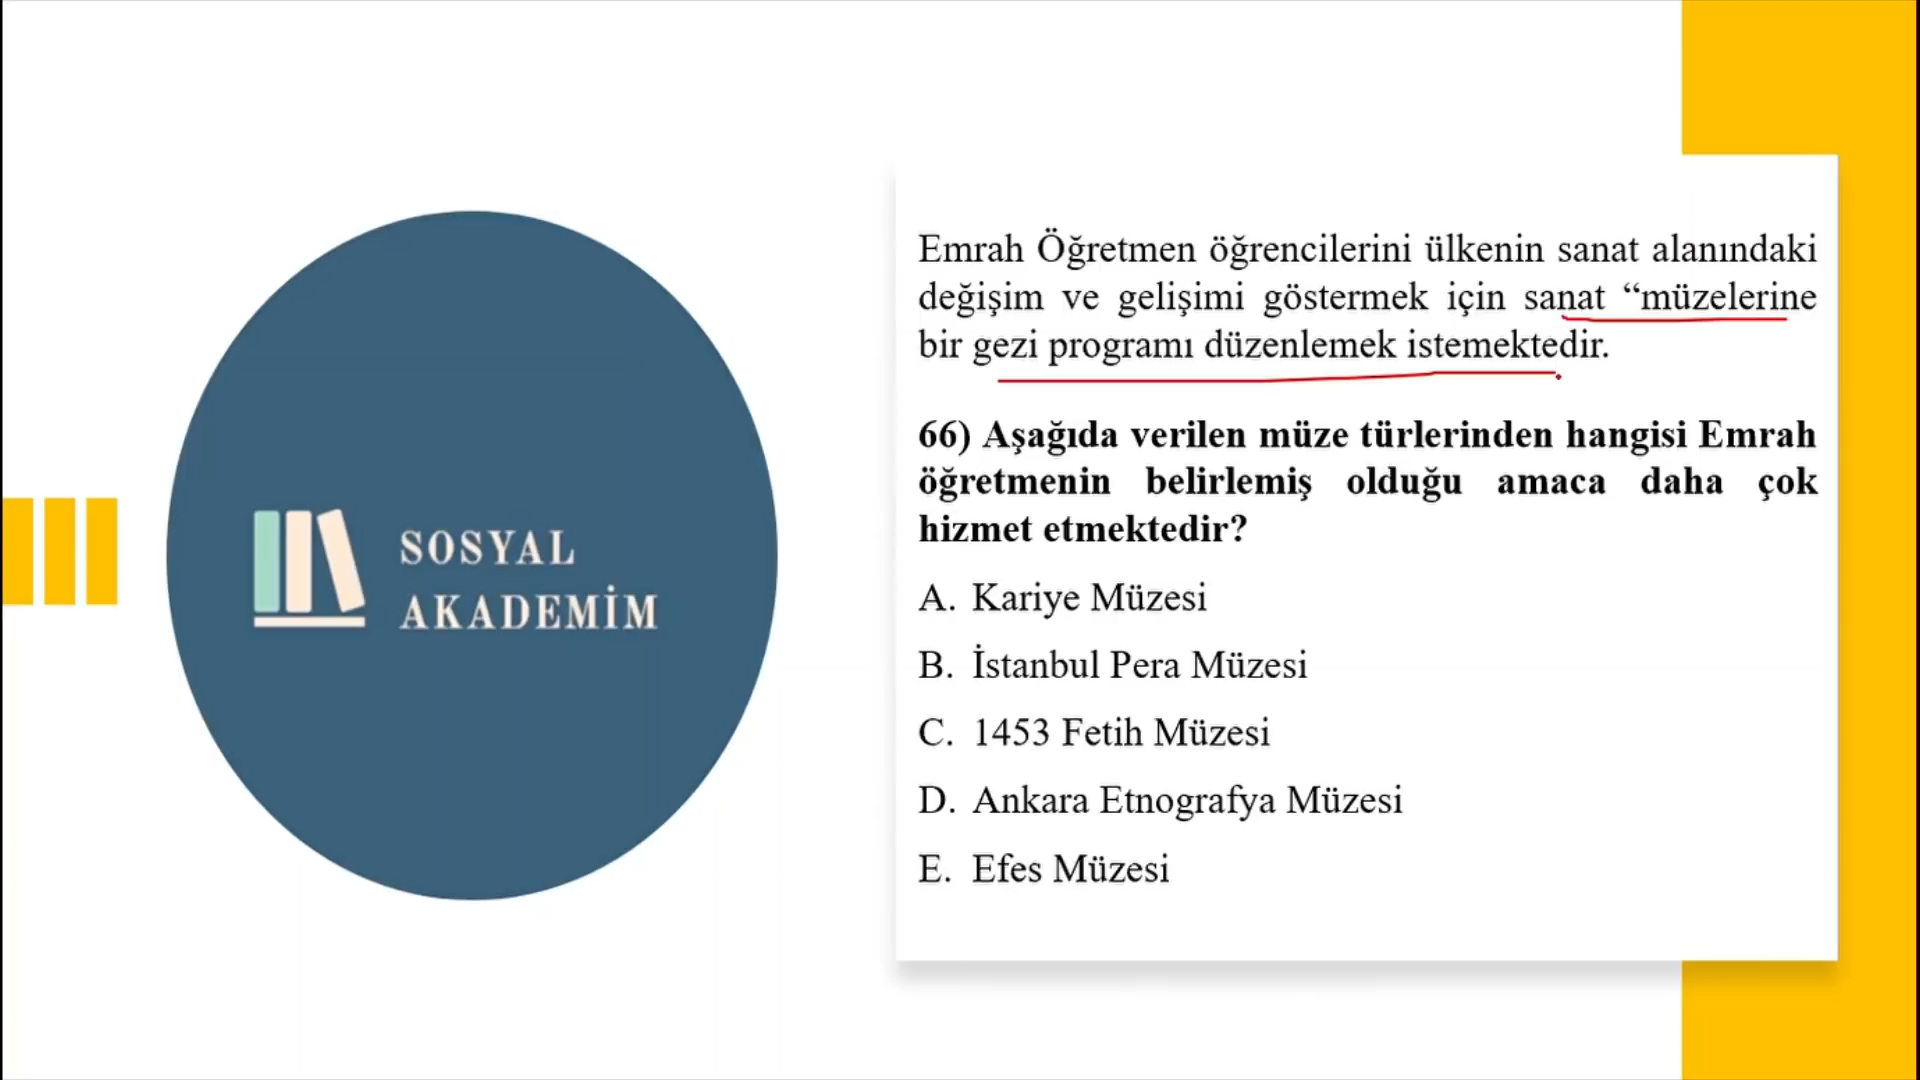 SOSYAL
AKADEMİM
Emrah Öğretmen öğrencilerini ülkenin sanat alanındaki
değişim ve gelişimi göstermek için sanat “müzelerine
bir gezi programı düzenlemek istemektedir.
66) Aşağıda verilen müze türlerinden hangisi Emrah
öğretmenin belirlemiş olduğu amaca daha çok
hizmet etmektedir?
A. Kariye Müzesi
B. İstanbul Pera Müzesi
C. 1453 Fetih Müzesi
D. Ankara Etnografya Müzesi
E. Efes Müzesi